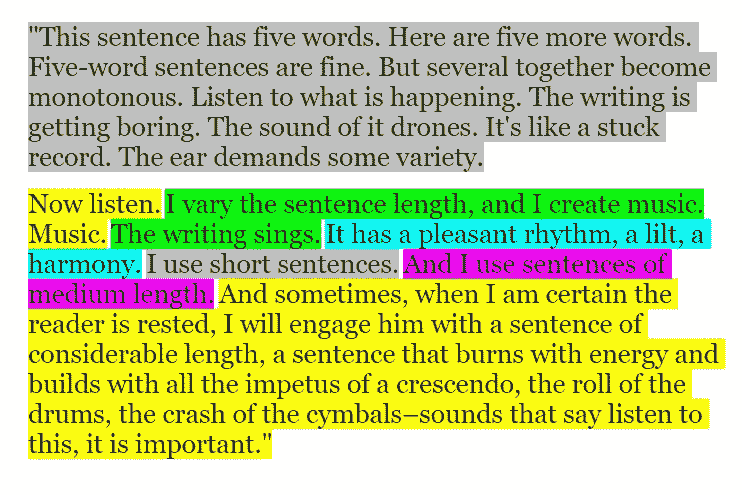 "This sentence has five words. Here are five more words.
Five-word sentences are fine. But several together become
monotonous. Listen to what is happening. The writing is
getting boring. The sound of it drones. It's like a stuck
record. The ear demands some variety.
Now listen. I vary the sentence length, and I create music.
Music. The writing sings. It has a pleasant rhythm, a lilt, a
harmony. I use short sentences. And I use sentences of
medium length. And sometimes, when I am certain the
reader is rested, I will engage him with a sentence of
considerable length, a sentence that burns with energy and
builds with all the impetus of a crescendo, the roll of the
drums, the crash of the cymbals–sounds that say listen to
this, it is important."